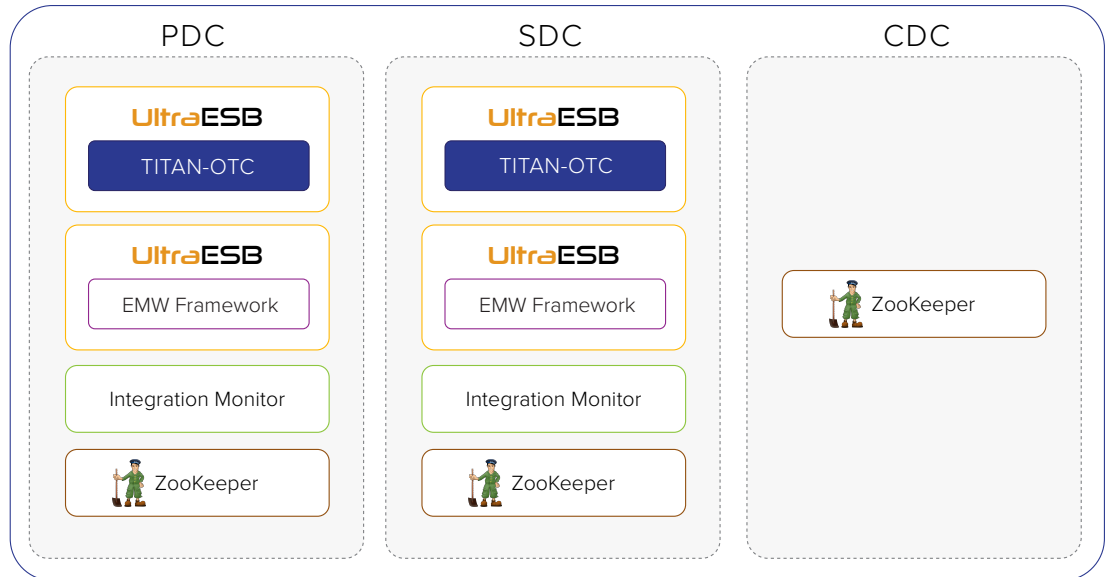 PDC
UltraESB
TITAN-OTC
UltraESB
EMW Framework
Integration Monitor
ZooKeeper
SDC
UltraESB
TITAN-OTC
UltraESB
EMW Framework
Integration Monitor
ZooKeeper
CDC
ZooKeeper